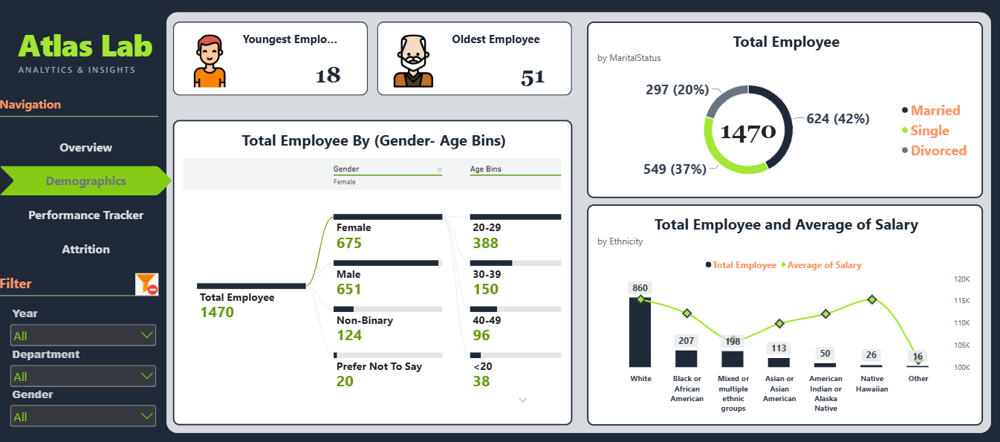 Atlas Lab
ANALYTICS & INSIGHTS
Navigation
Overview
Demographics
Performance Tracker
Attrition
Filter
Year
All
Department
All
Gender
All
Youngest Emplo...
18
Oldest Employee
51
Total Employee By (Gender- Age Bins)
Gender
Female
Age Bins
Total Employee
1470
Female
675
Male
651
Non-Binary
124
Prefer Not To Say
20
20-29
388
30-39
150
40-49
96
<20
38
Total Employee
by MaritalStatus
297 (20%)
624 (42%)
549 (37%)
1470
Married
Single
Divorced
Total Employee and Average of Salary
by Ethnicity
Total Employee
Average of Salary
860
207
198
113
50
26
16
120K
115K
110K
105K
100K
White
Black or
African
American
Mixed or
multiple
ethnic
groups
Asian or
Asian
American
American
Indian or
Alaska
Native
Native
Hawaiian
Other